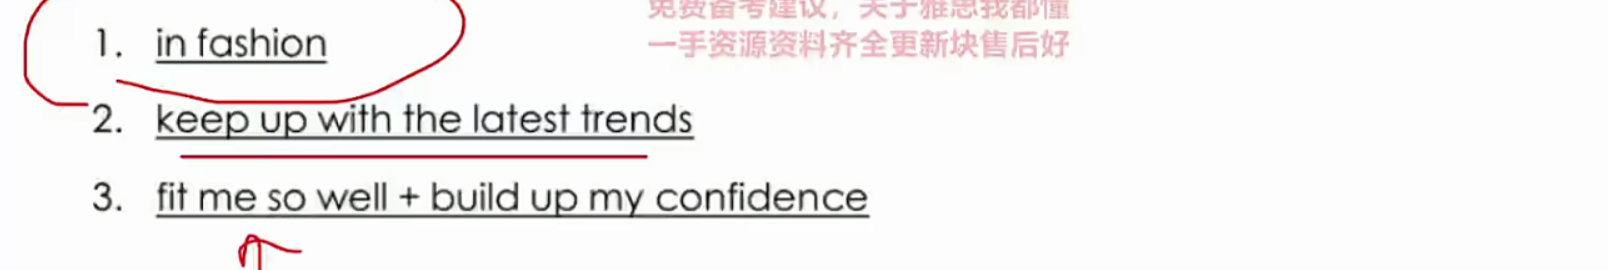 免费备考建议，关于雅思我都懂
一手资源资料齐全更新块售后好
1. in fashion
2. keep up with the latest trends
3. fit me so well + build up my confidence